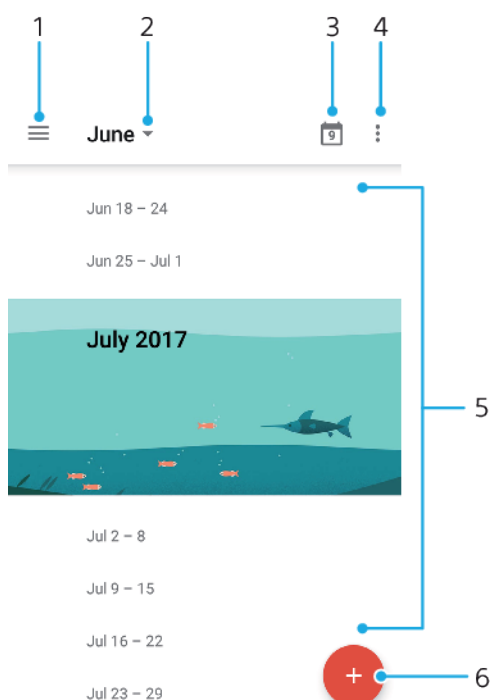 1 2 3 4
June 9
Jun 18 – 24
Jun 25 – Jul 1
July 2017
5
Jul 2 – 8
Jul 9 – 15
Jul 16 – 22
+ 6
Jul 23 – 29